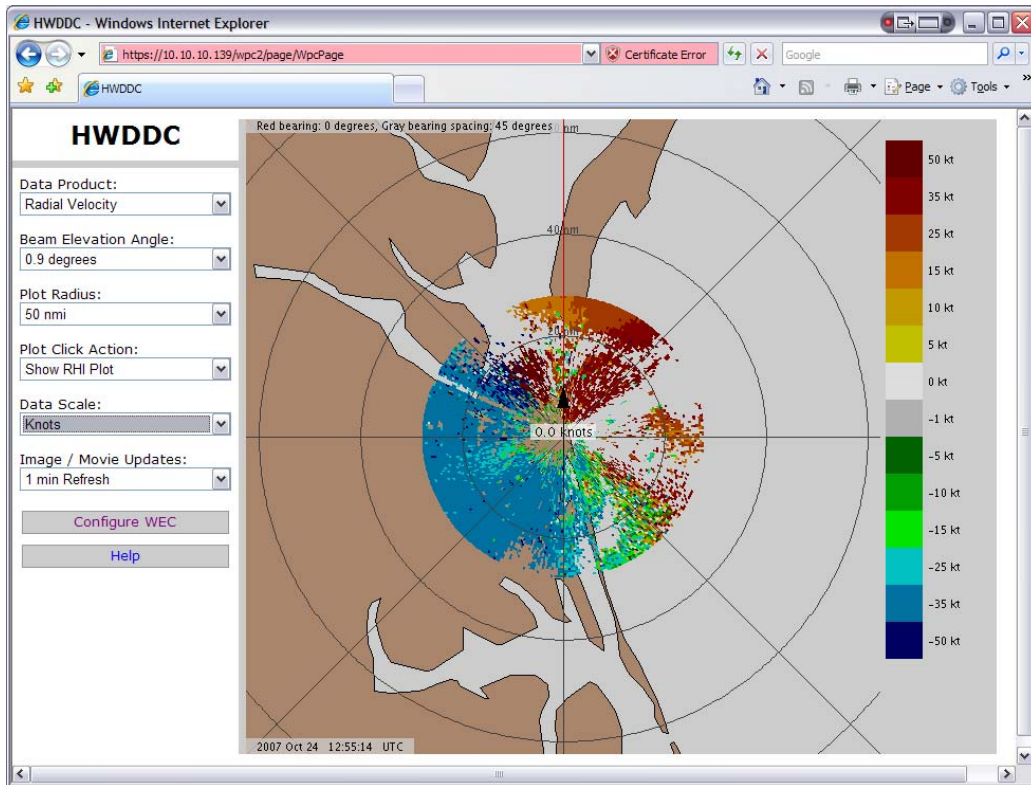 HWDDC - Windows Internet Explorer
https://10.10.10.139/wpc2/page/WpcPage
Certificate Error
Google
HWDDC
Page
Tools
HWDDC
Data Product:
Radial Velocity
Beam Elevation Angle:
0.9 degrees
Plot Radius:
50 nmi
Plot Click Action:
Show RHI Plot
Data Scale:
Knots
Image / Movie Updates:
1 min Refresh
Configure WEC
Help
Red bearing: 0 degrees, Gray bearing spacing: 45 degrees
nm
40 nm
20 nm
0.0 knots
50 kt
35 kt
25 kt
15 kt
10 kt
5 kt
0 kt
-1 kt
-5 kt
-10 kt
-15 kt
-25 kt
-35 kt
-50 kt
2007 Oct 24 12:55:14 UTC